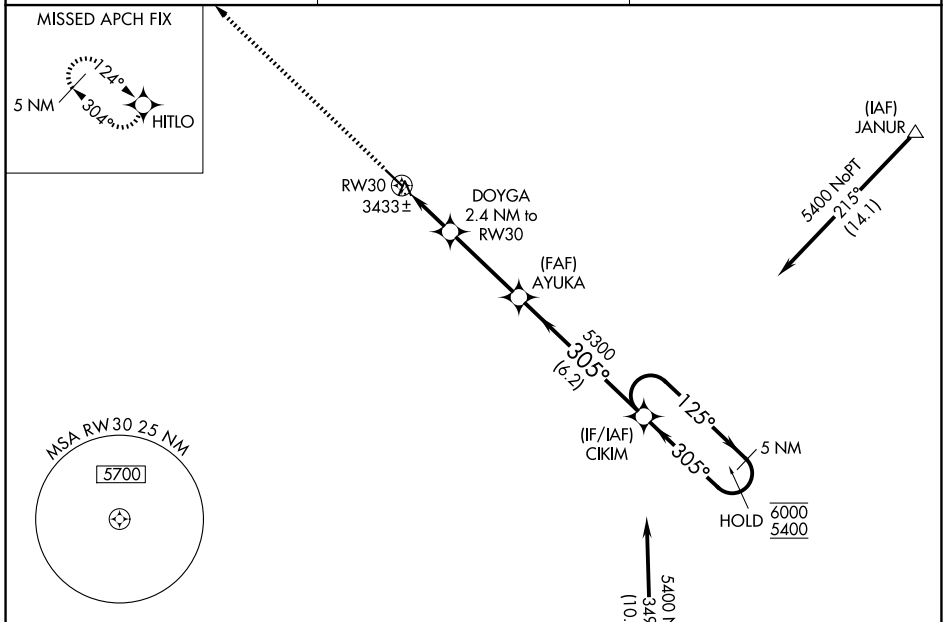 MISSED APCH FIX
124°
5 NM
304°
HITLO
(IAF)
JANUR
RW30
3433±
DOYGA
2.4 NM to
RW30
5400 NoPT
215°
(14.1)
(FAF)
AYUKA
5300
305°
(6.2)
125°
MSA RW30 25 NM
5700
(IF/IAF)
CIKIM
305°
5 NM
HOLD
6000
5400
5400